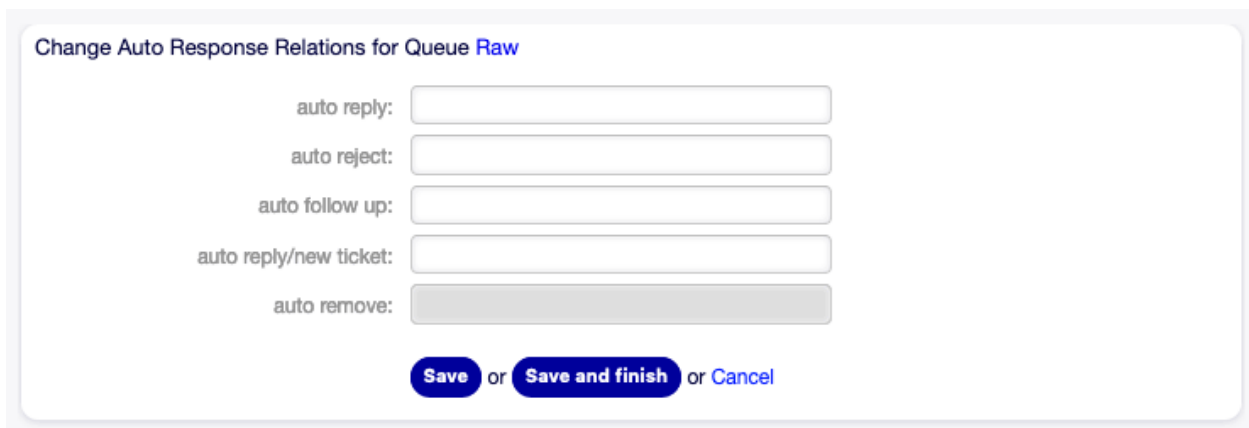 Change Auto Response Relations for Queue Raw
auto reply:
auto reject:
auto follow up:
auto reply/new ticket:
auto remove:
Save or Save and finish or Cancel